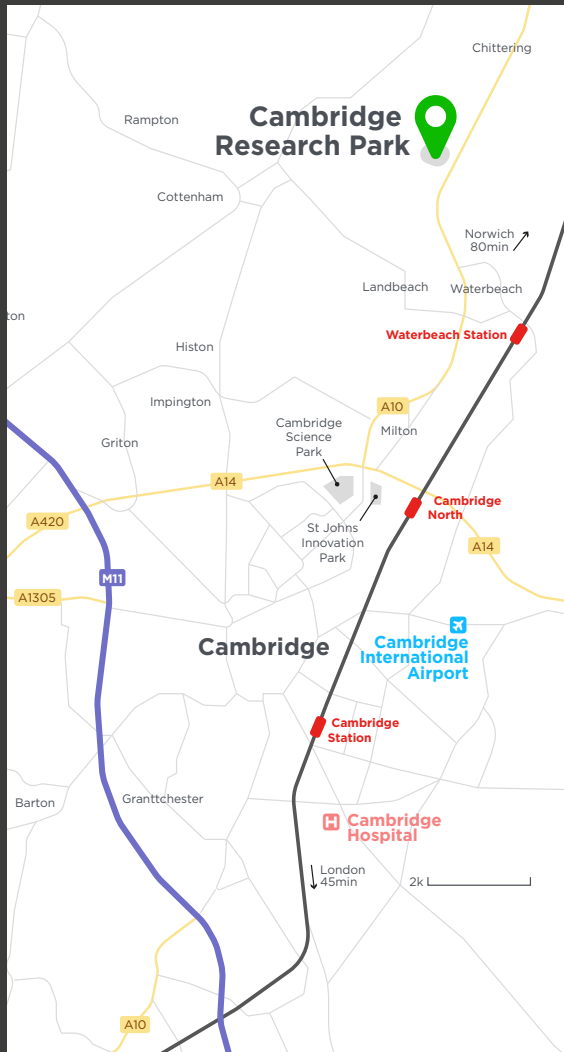 Chittering
Cambridge
Research Park
Rampton
Cottenham
Norwich
80min
Landbeach
Waterbeach
ton
Waterbeach Station
Histon
Impington
A10
Cambridge
Science
Park
Milton
Griton
A14
Cambridge
North
A420
St Johns
Innovation
Park
A14
M11
A1305
Cambridge
Cambridge
International
Airport
Cambridge
Station
Barton
Granttchester
H
Cambridge
Hospital
London
45min
2k
A10